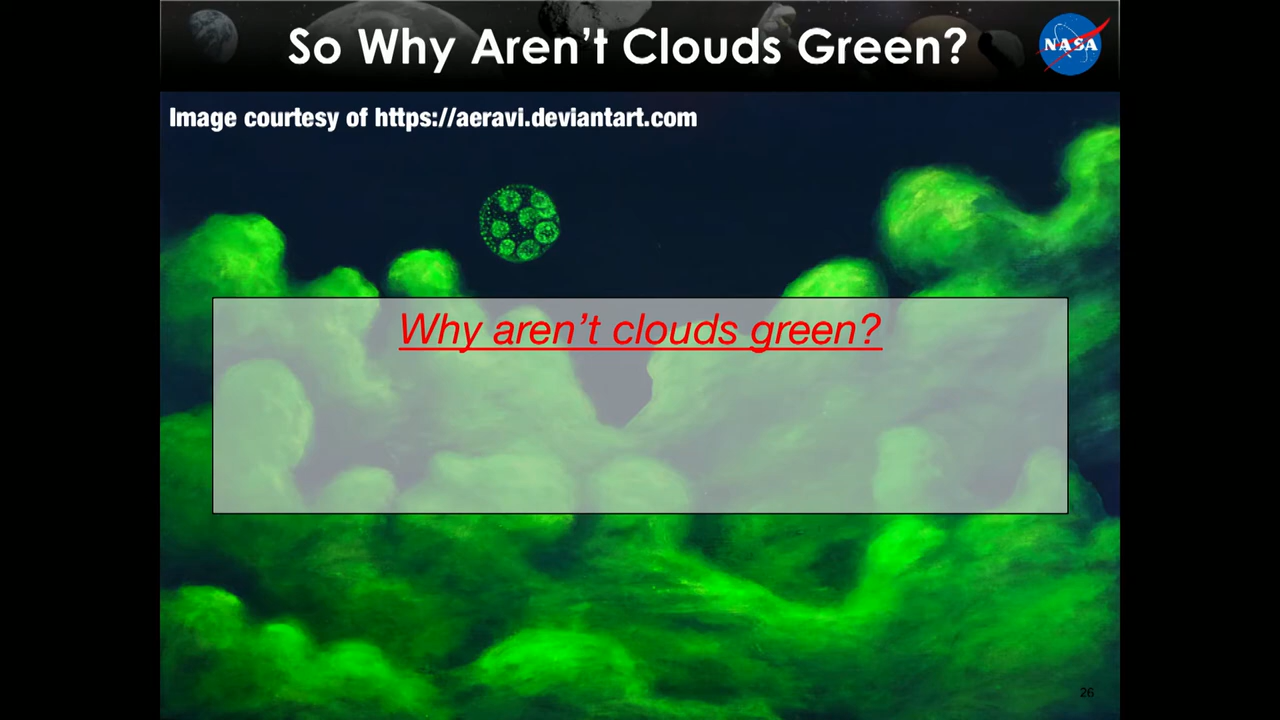 So Why Aren't Clouds Green?
NASA
Image courtesy of https://aeravi.deviantart.com
Why aren't clouds green?
26